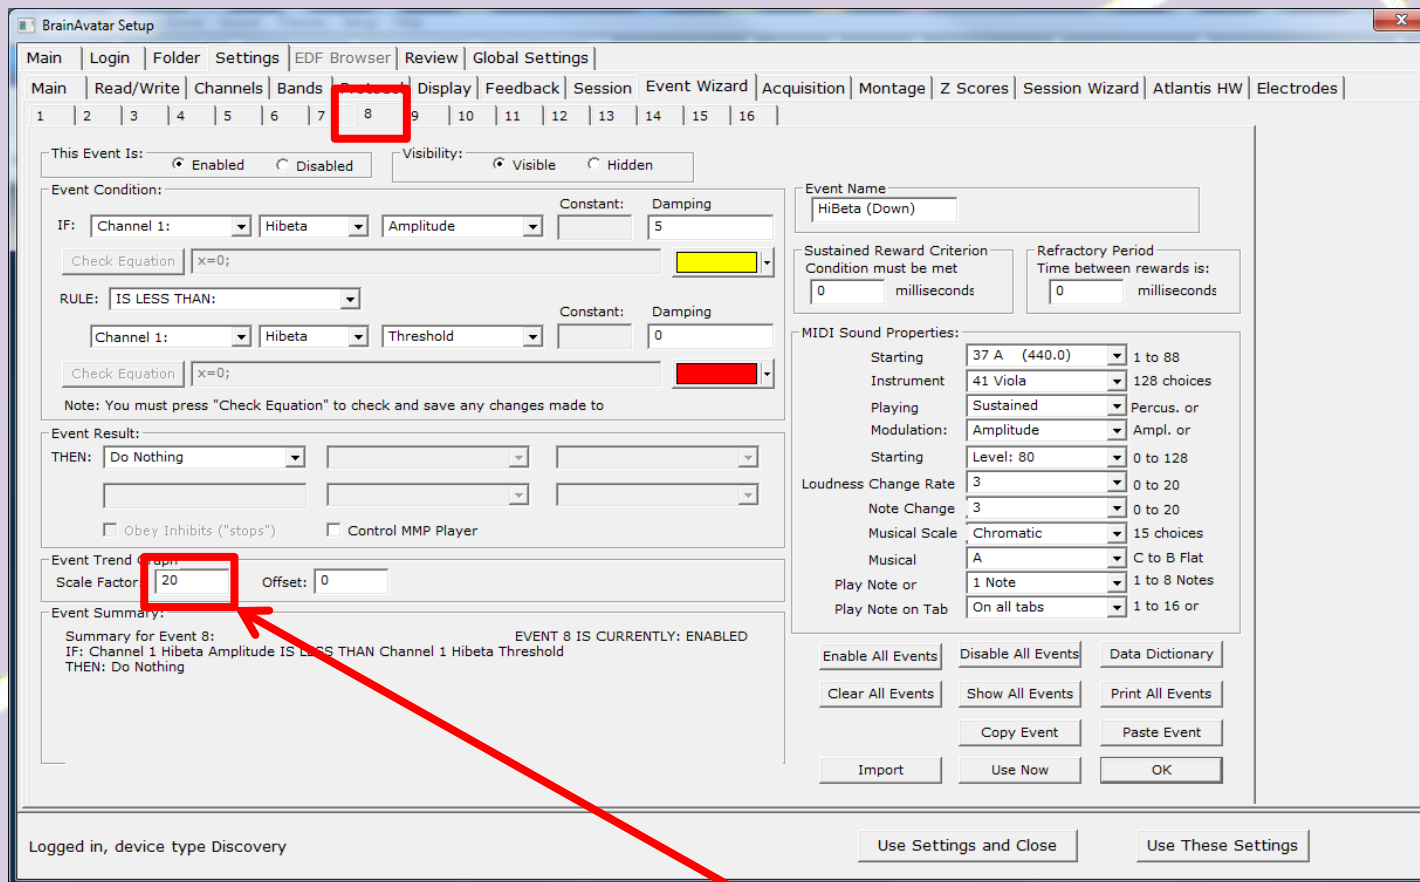 BrainAvatar Setup
x
Main Login Folder Settings EDF Browser Review Global Settings
Main Read/Write Channels Bands Protocol Display Feedback Session Event Wizard Acquisition Montage Z Scores Session Wizard Atlantis HW Electrodes
1 2 3 4 5 6 7 8 9 10 11 12 13 14 15 16
This Event Is: Enabled Disabled Visibility: Visible Hidden
Event Condition:
Constant: Damping
IF: Channel 1: Hibeta Amplitude 5
Check Equation x=0;
RULE: IS LESS THAN:
Constant: Damping
Channel 1: Hibeta Threshold 0
Check Equation x=0;
Note: You must press "Check Equation" to check and save any changes made to
Event Result:
THEN: Do Nothing
Obey Inhibits ("stops") Control MMP Player
Event Trend Graph
Scale Factor: 20 Offset: 0
Event Summary:
Summary for Event 8: EVENT 8 IS CURRENTLY: ENABLED
IF: Channel 1 Hibeta Amplitude IS LESS THAN Channel 1 Hibeta Threshold
THEN: Do Nothing
Event Name
HiBeta (Down)
Sustained Reward Criterion
Condition must be met
0 milliseconds
Refractory Period
Time between rewards is:
0 milliseconds
MIDI Sound Properties:
Starting 37 A (440.0) 1 to 88
Instrument 41 Viola 128 choices
Playing Sustained Percus. or
Modulation: Amplitude Ampl. or
Starting Level: 80 0 to 128
Loudness Change Rate 3 0 to 20
Note Change 3 0 to 20
Musical Scale Chromatic 15 choices
Musical A C to B Flat
Play Note or 1 Note 1 to 8 Notes
Play Note on Tab On all tabs 1 to 16 or
Enable All Events Disable All Events Data Dictionary
Clear All Events Show All Events Print All Events
Copy Event Paste Event
Import Use Now OK
Logged in, device type Discovery Use Settings and Close Use These Settings